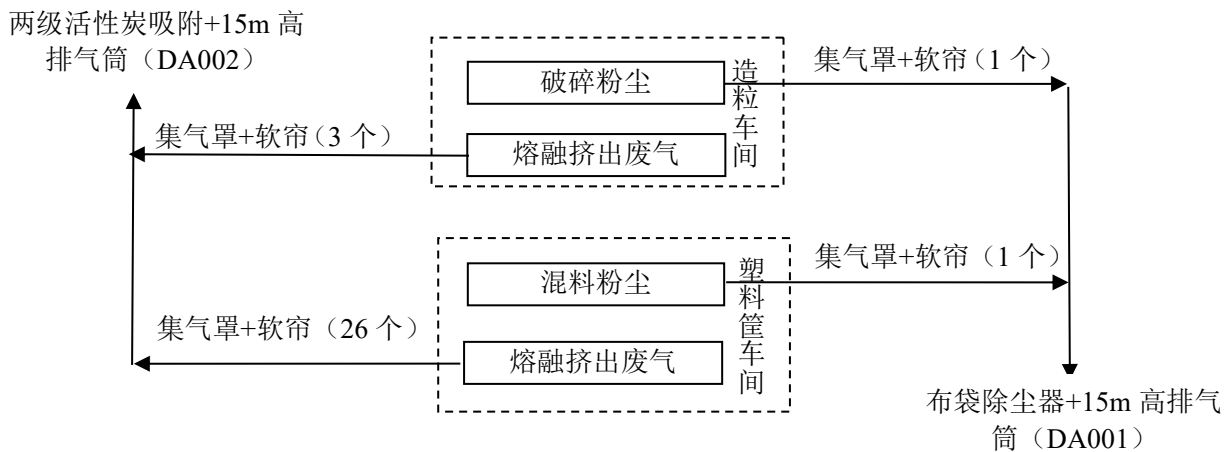 两级活性炭吸附+15m 高
排气筒（DA002）
破碎粉尘
造粒车间
集气罩+软帘（1 个）
集气罩+软帘（3 个）
熔融挤出废气
混料粉尘
塑料筐车间
集气罩+软帘（1 个）
集气罩+软帘（26 个）
熔融挤出废气
布袋除尘器+15m 高排气
筒（DA001）